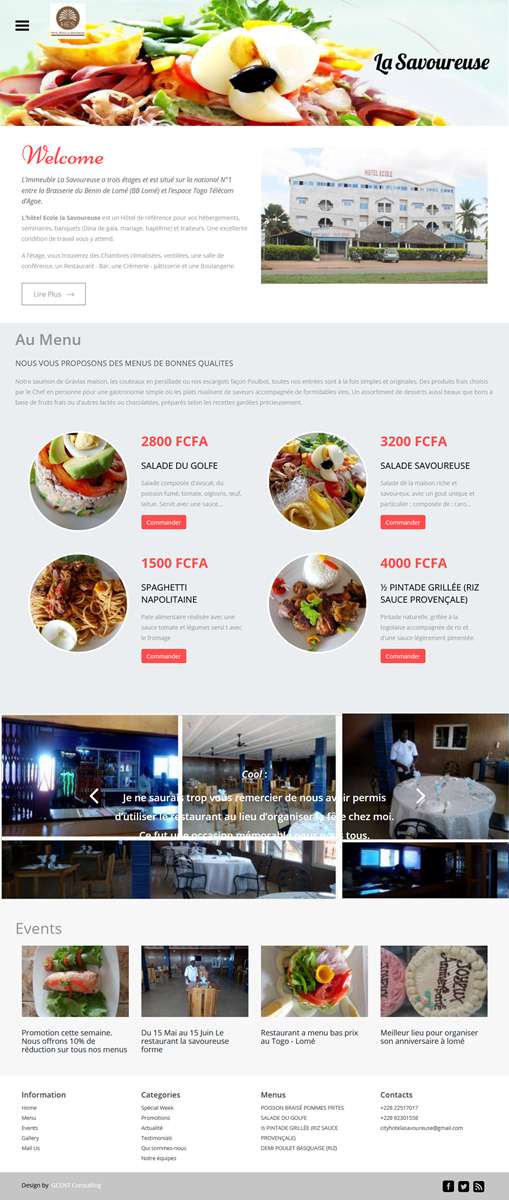 La Savoureuse
Welcome
L'immeuble La Savoureuse a trois étages et est situé sur la national N°1
entre la Brasserie du Benin de Lomé (BB Lomé) et l'espace Togo Télécom
d'Agoe.
L'hôtel Ecole la Savoureuse est un Hôtel de référence pour vos hébergements,
séminaires, banquets (Dina de gala, mariage, baptême) et traiteurs. Une excellente
condition de travail vous y attend.
A l'étage, vous trouverez des Chambres climatisées, ventilées, une salle de
conférence, un Restaurant - Bar, une Crèmerie - pâtisserie et une Boulangerie.
HOTEL ECOLE
Lire Plus
Au Menu
NOUS VOUS PROPOSONS DES MENUS DE BONNES QUALITES
Notre saumon de Gravlax maison, les couteaux en persillade ou nos escargots façon Poulbot, toutes nos entrées sont à la fois simples et originales. Des produits frais choisis
par le Chef en personne pour une gastronomie simple où les plats rivalisent de saveurs accompagnée de formidables vins. Un assortiment de desserts aussi beaux que bons à
base de fruits frais ou d'autres lactés ou chocolatées, préparés selon les recettes gardées précieusement.
2800 FCFA
SALADE DU GOLFE
Salade composée d'avocat, du
poisson fumé, tomate, oignons, œuf,
laitue. Servit avec une sauce...
Commander
3200 FCFA
SALADE SAVOUREUSE
Salade de la maison riche et
savoureux, avec un gout unique et
particulier ; composée de : caro...
Commander
1500 FCFA
SPAGHETTI
NAPOLITAINE
Pate alimentaire réalisée avec une
sauce tomate et légumes servi t avec
le fromage
Commander
4000 FCFA
½ PINTADE GRILLÉE (RIZ
SAUCE PROVENÇALE)
Pintade naturelle, grillée à la
togolaise accompagnée de riz et
d'une sauce légèrement pimentée.
Commander
Cool :
Je ne saurais trop vous remercier de nous avoir permis
d'utiliser le restaurant au lieu d'organiser la fête chez moi.
Ce fut une occasion mémorable pour nous tous.
Events
JOYEUX
Anniversaire
Promotion cette semaine.
Nous offrons 10% de
réduction sur tous nos menus
Du 15 Mai au 15 Juin Le
restaurant la savoureuse
forme
Restaurant a menu bas prix
au Togo - Lomé
Meilleur lieu pour organiser
son anniversaire à lomé
Information
Home
Menu
Events
Gallery
Mail Us
Categories
Spécial Week
Promotions
Actualité
Testimonials
Qui sommes-nous
Notre équipes
Menus
POISSON BRAISÉ POMMES FRITES
SALADE DU GOLFE
½ PINTADE GRILLÉE (RIZ SAUCE
PROVENÇALE)
DEMI POULET BASQUAISE (RIZ)
Contacts
+228 22517017
+228 92301558
cityhotelasavoureuse@gmail.com
Design by GCENT Consulting